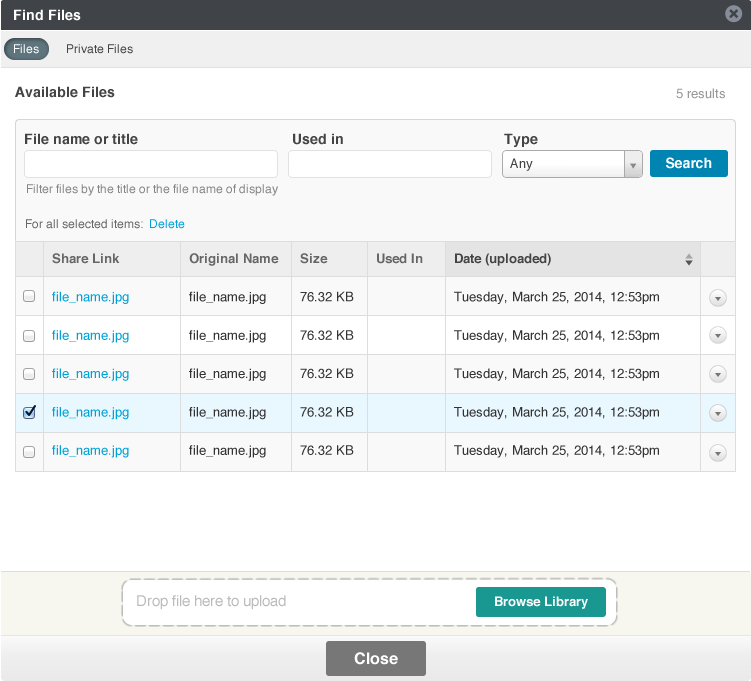 Find Files
Files Private Files
Available Files 5 results
File name or title Used in Type
Any Search
Filter files by the title or the file name of display
For all selected items: Delete
Share Link Original Name Size Used In Date (uploaded)
file_name.jpg file_name.jpg 76.32 KB Tuesday, March 25, 2014, 12:53pm
file_name.jpg file_name.jpg 76.32 KB Tuesday, March 25, 2014, 12:53pm
file_name.jpg file_name.jpg 76.32 KB Tuesday, March 25, 2014, 12:53pm
file_name.jpg file_name.jpg 76.32 KB Tuesday, March 25, 2014, 12:53pm
file_name.jpg file_name.jpg 76.32 KB Tuesday, March 25, 2014, 12:53pm
Drop file here to upload Browse Library
Close